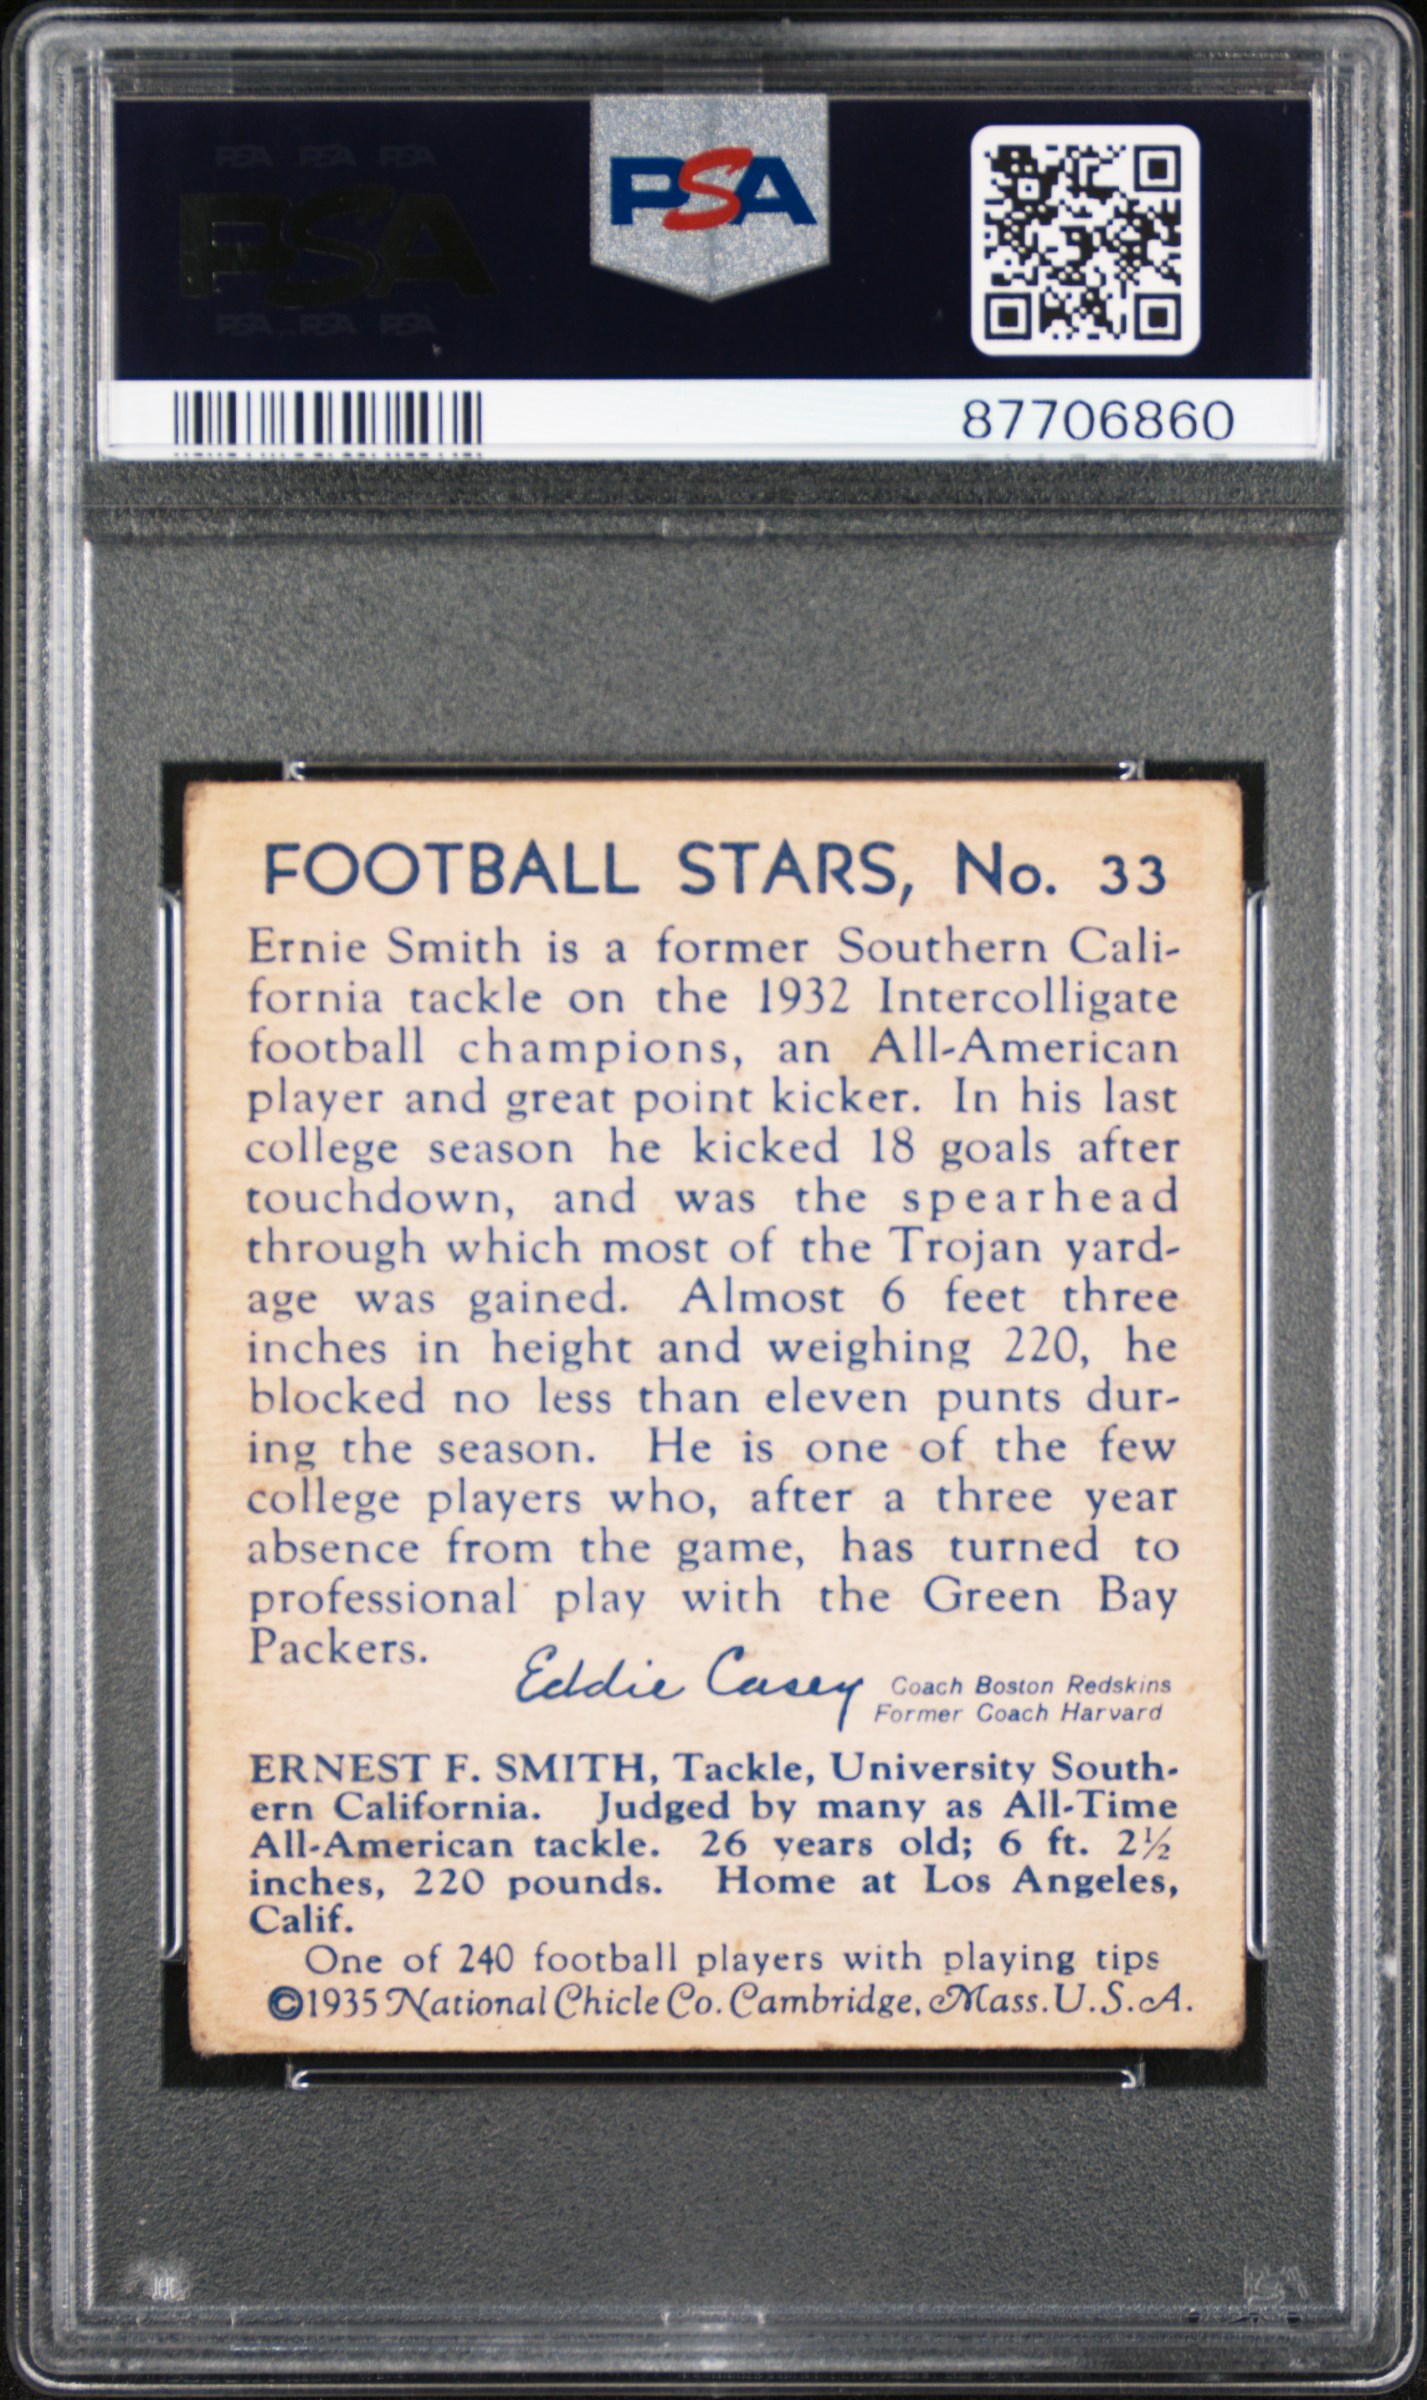 PSA PSA PSA
PSA
PSA PSA PSA
PSA
87706860
FOOTBALL STARS, No. 33
Ernie Smith is a former Southern Cali-
fornia tackle on the 1932 Intercolligate
football champions, an All-American
player and great point kicker. In his last
college season he kicked 18 goals after
touchdown, and was the spearhead
through which most of the Trojan yard-
age was gained. Almost 6 feet three
inches in height and weighing 220, he
blocked no less than eleven punts dur-
ing the season. He is one of the few
college players who, after a three year
absence from the game, has turned to
professional play with the Green Bay
Packers.
Eddie Casey Coach Boston Redskins
Former Coach Harvard
ERNEST F. SMITH, Tackle, University South-
ern California. Judged by many as All-Time
All-American tackle. 26 years old; 6 ft. 2½
inches, 220 pounds. Home at Los Angeles,
Calif.
One of 240 football players with playing tips
©1935 National Chicle Co. Cambridge, Mass. U.S.A.